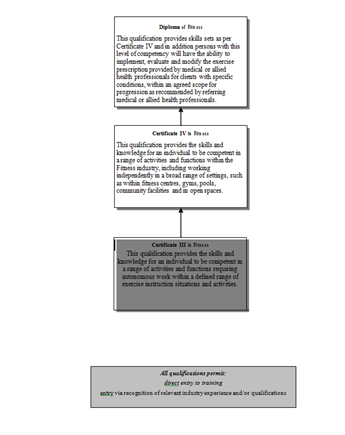 Diploma of Fitness
This qualification provides skills sets as per
Certificate IV and in addition persons with this
level of competency will have the ability to
implement, evaluate and modify the exercise
prescription provided by medical or allied
health professionals for clients with specific
conditions, within an agreed scope for
progression as recommended by referring
medical or allied health professionals.
Certificate IV in Fitness
This qualification provides the skills and
knowledge for an individual to be competent in
a range of activities and functions within the
Fitness industry, including working
independently in a broad range of settings, such
as within fitness centres, gyms, pools,
community facilities and in open spaces.
Certificate III in Fitness
This qualification provides the skills and
knowledge for an individual to be competent in
a range of activities and functions requiring
autonomous work within a defined range of
exercise instruction situations and activities.
All qualifications permit:
direct entry to training
entry via recognition of relevant industry experience and/or qualifications